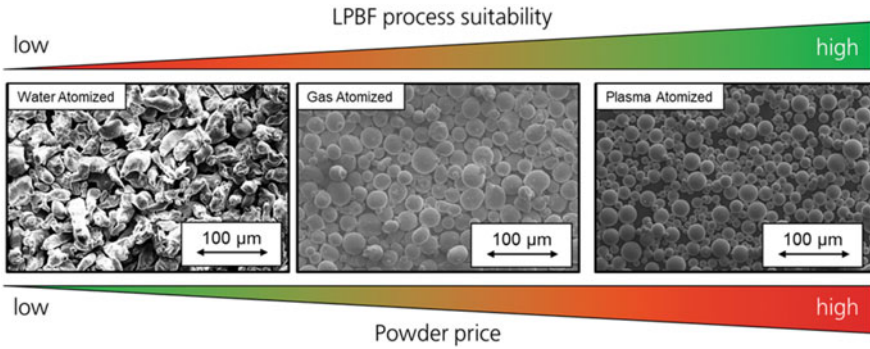 LPBF process suitability
low
high
Water Atomized
Gas Atomized
Plasma Atomized
100 µm
100 µm
100 µm
low
high
Powder price